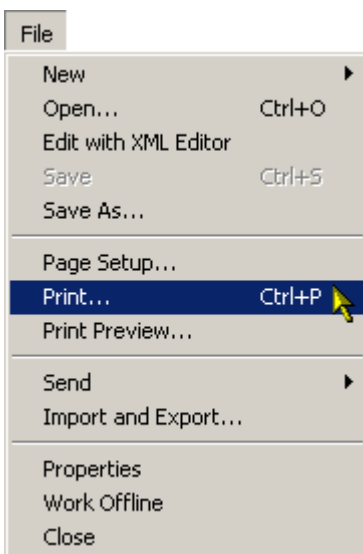 File
New
Open... Ctrl+O
Edit with XML Editor
Save Ctrl+S
Save As...
Page Setup...
Print... Ctrl+P
Print Preview...
Send
Import and Export...
Properties
Work Offline
Close